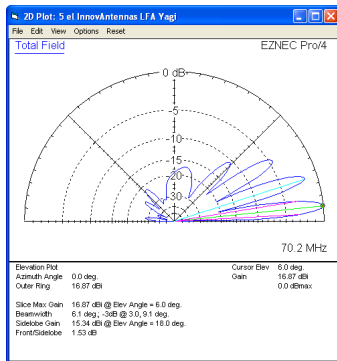 2D Plot: 5 el InnovAntennas LFA Yagi
File Edit View Options Reset
Total Field
EZNEC Pro/4
0 dB
-5
-10
-15
-20
-30
70.2 MHz
Elevation Plot
Azimuth Angle 0.0 deg.
Outer Ring 16.87 dBi
Cursor Elev 6.0 deg.
Gain 16.87 dBi
0.0 dBmax
Slice Max Gain 16.87 dBi @ Elev Angle = 6.0 deg.
Beamwidth 6.1 deg.; -3dB @ 3.0, 9.1 deg.
Sidelobe Gain 15.34 dBi @ Elev Angle = 18.0 deg.
Front/Sidelobe 1.53 dB